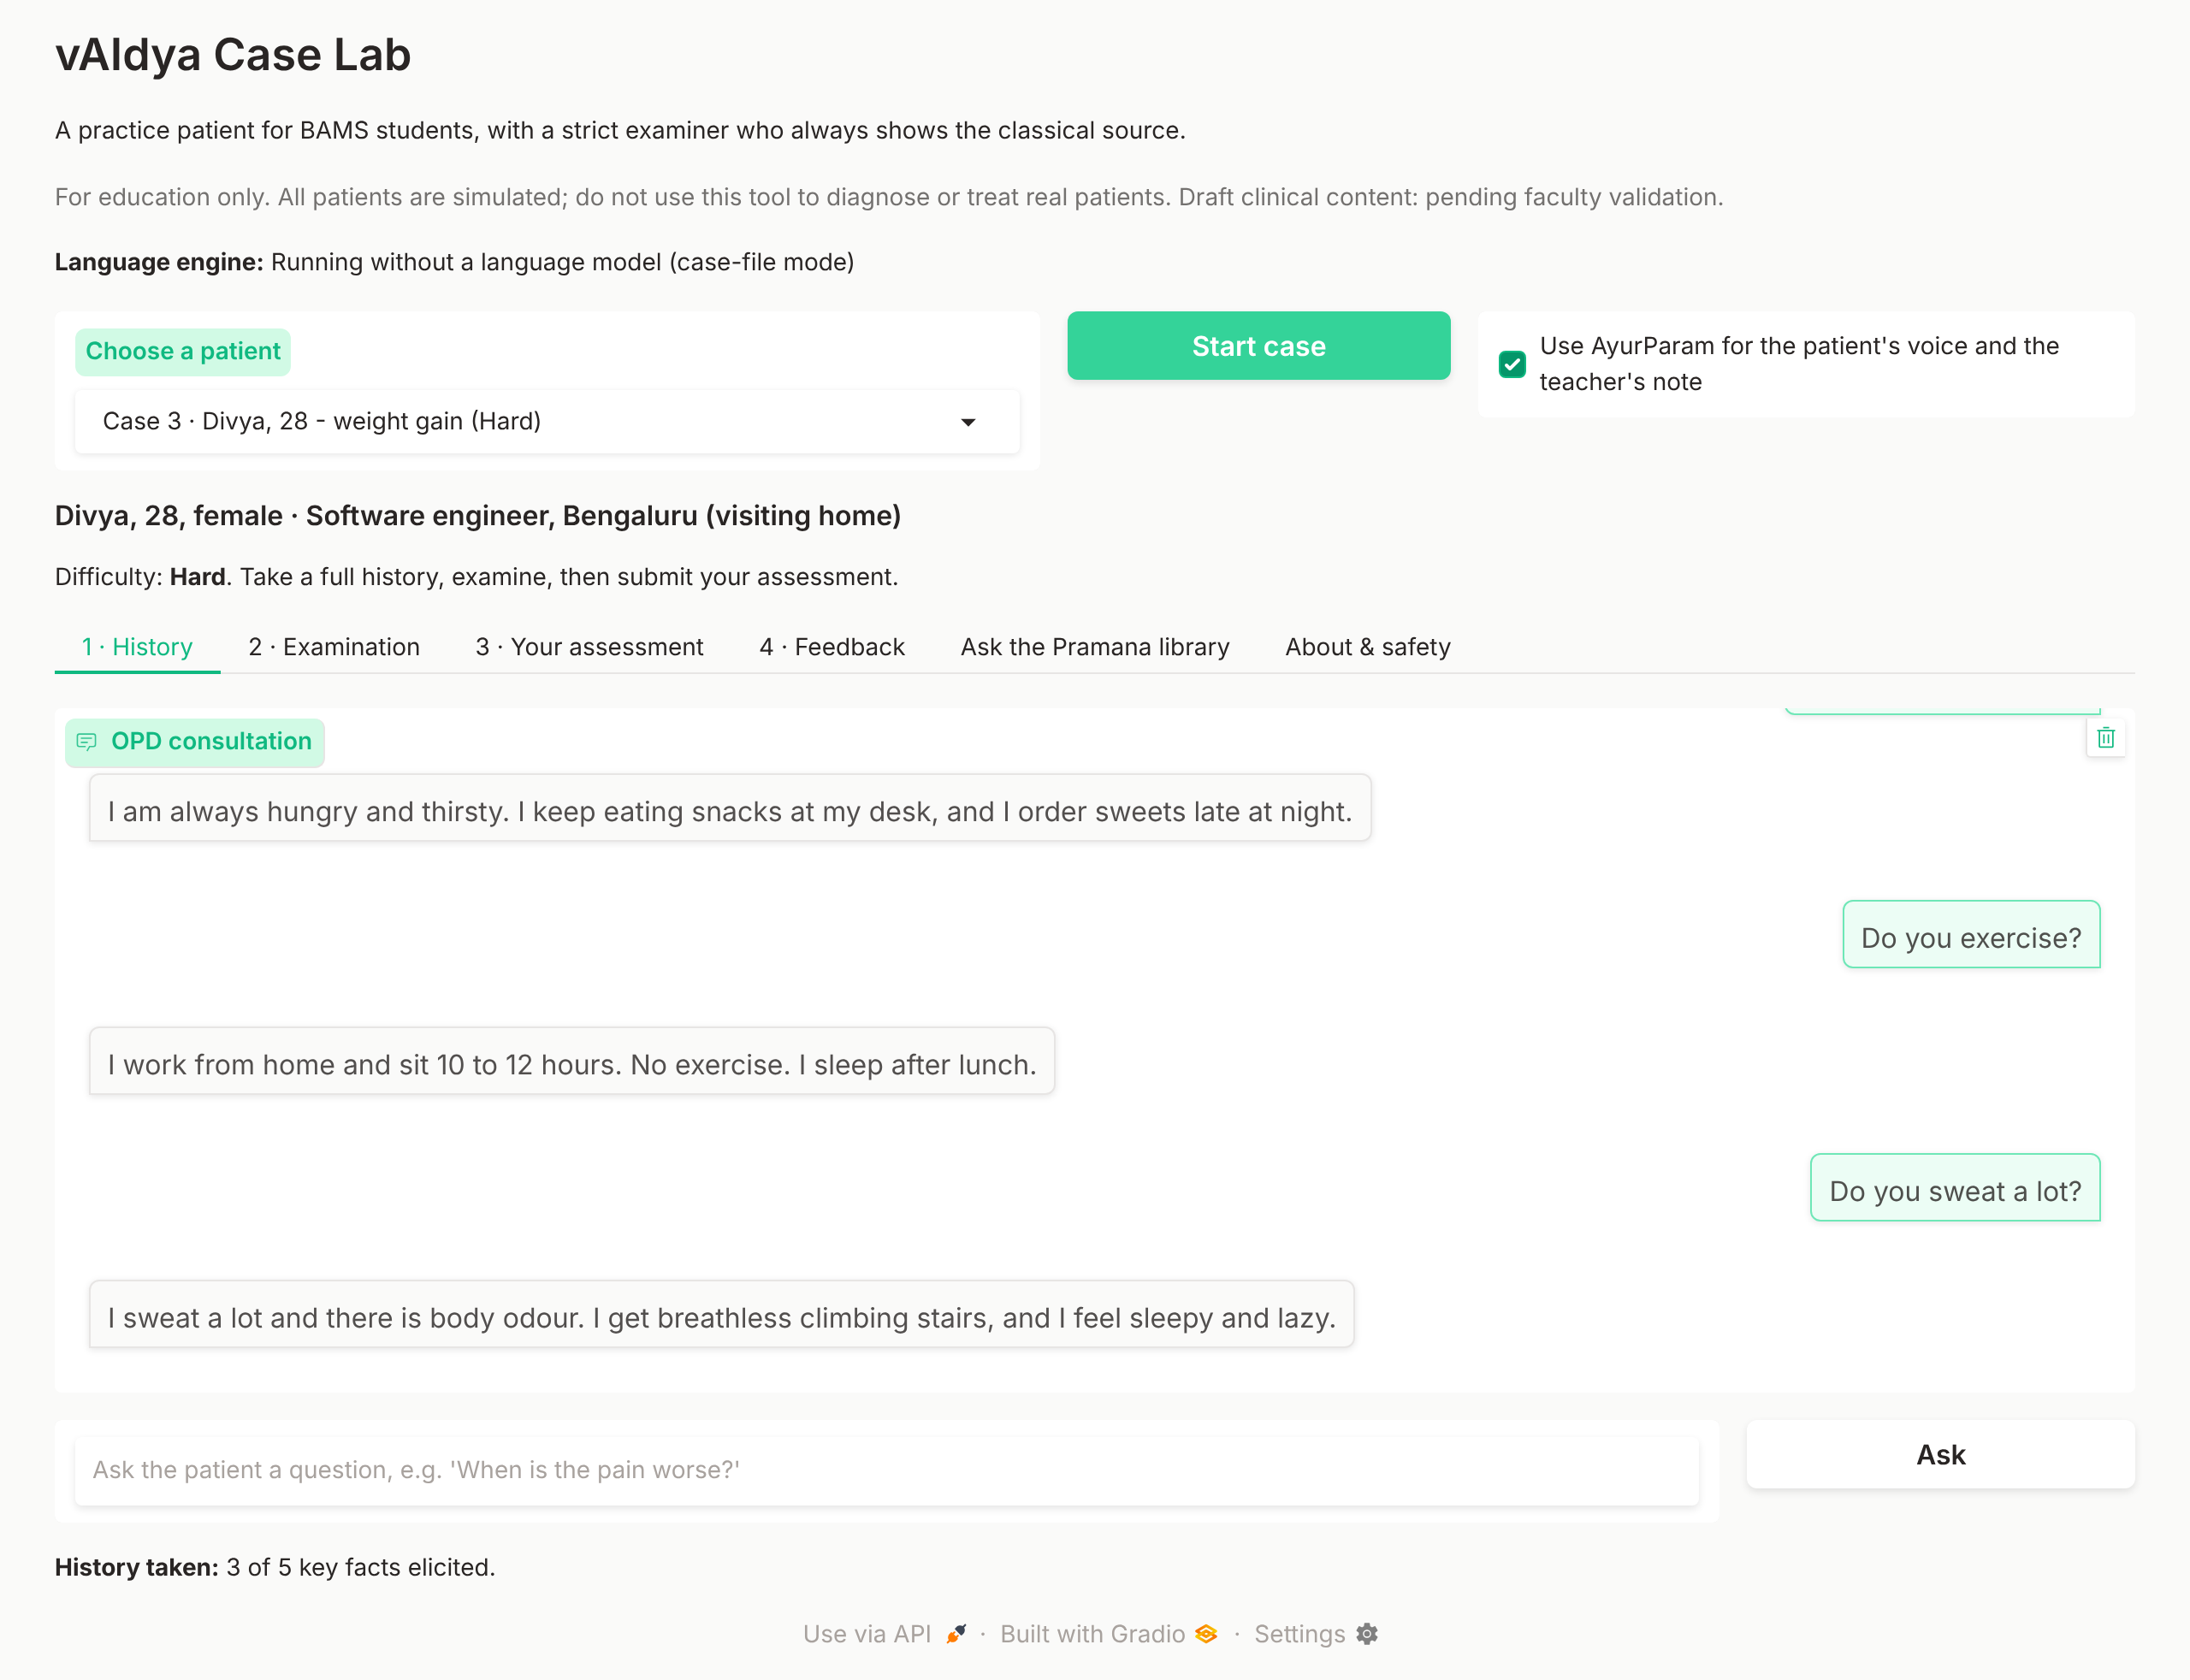 vAIdya Case Lab
A practice patient for BAMS students, with a strict examiner who always shows the classical source.
For education only. All patients are simulated; do not use this tool to diagnose or treat real patients. Draft clinical content: pending faculty validation.
Language engine: Running without a language model (case-file mode)
Choose a patient
Case 3 · Divya, 28 - weight gain (Hard)
Start case
Use AyurParam for the patient's voice and the
teacher's note
Divya, 28, female · Software engineer, Bengaluru (visiting home)
Difficulty: Hard. Take a full history, examine, then submit your assessment.
1 · History 2 · Examination 3 · Your assessment 4 · Feedback Ask the Pramana library About & safety
OPD consultation
I am always hungry and thirsty. I keep eating snacks at my desk, and I order sweets late at night.
Do you exercise?
I work from home and sit 10 to 12 hours. No exercise. I sleep after lunch.
Do you sweat a lot?
I sweat a lot and there is body odour. I get breathless climbing stairs, and I feel sleepy and lazy.
Ask the patient a question, e.g. 'When is the pain worse?'
Ask
History taken: 3 of 5 key facts elicited.
Use via API · Built with Gradio · Settings